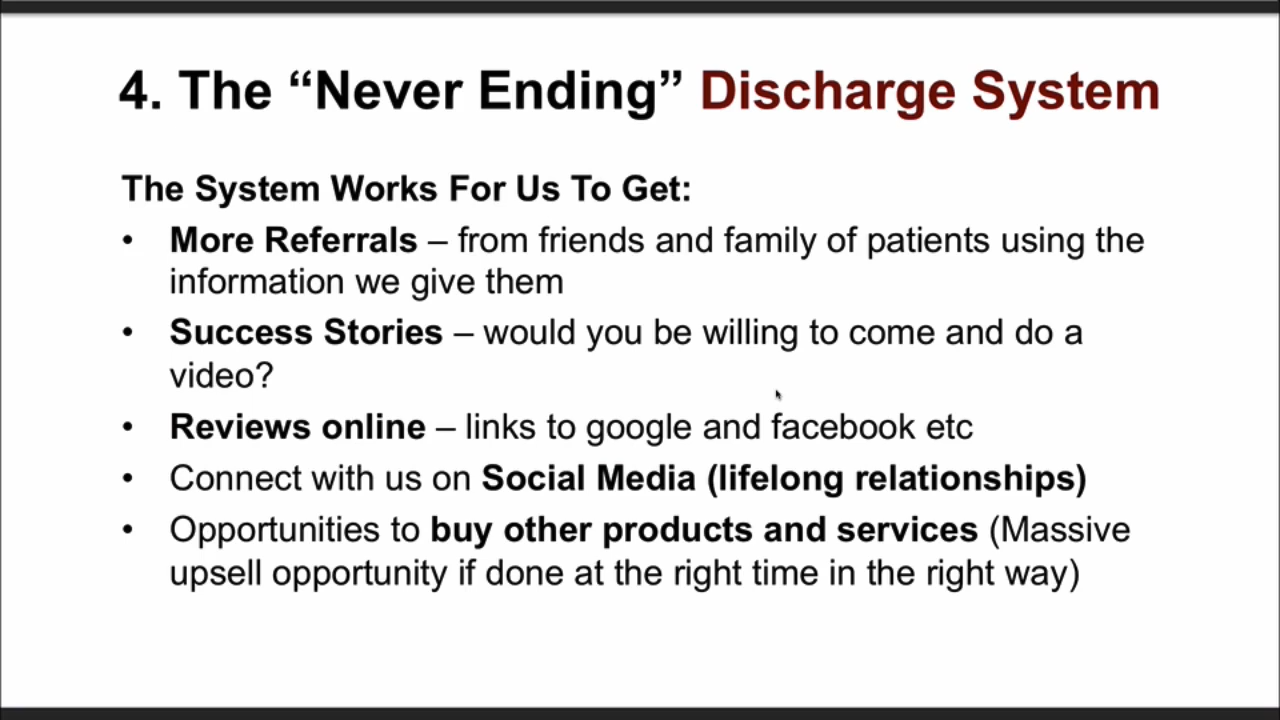 4. The “Never Ending” Discharge System
The System Works For Us To Get:
• More Referrals – from friends and family of patients using the
information we give them
• Success Stories – would you be willing to come and do a
video?
• Reviews online – links to google and facebook etc
• Connect with us on Social Media (lifelong relationships)
• Opportunities to buy other products and services (Massive
upsell opportunity if done at the right time in the right way)